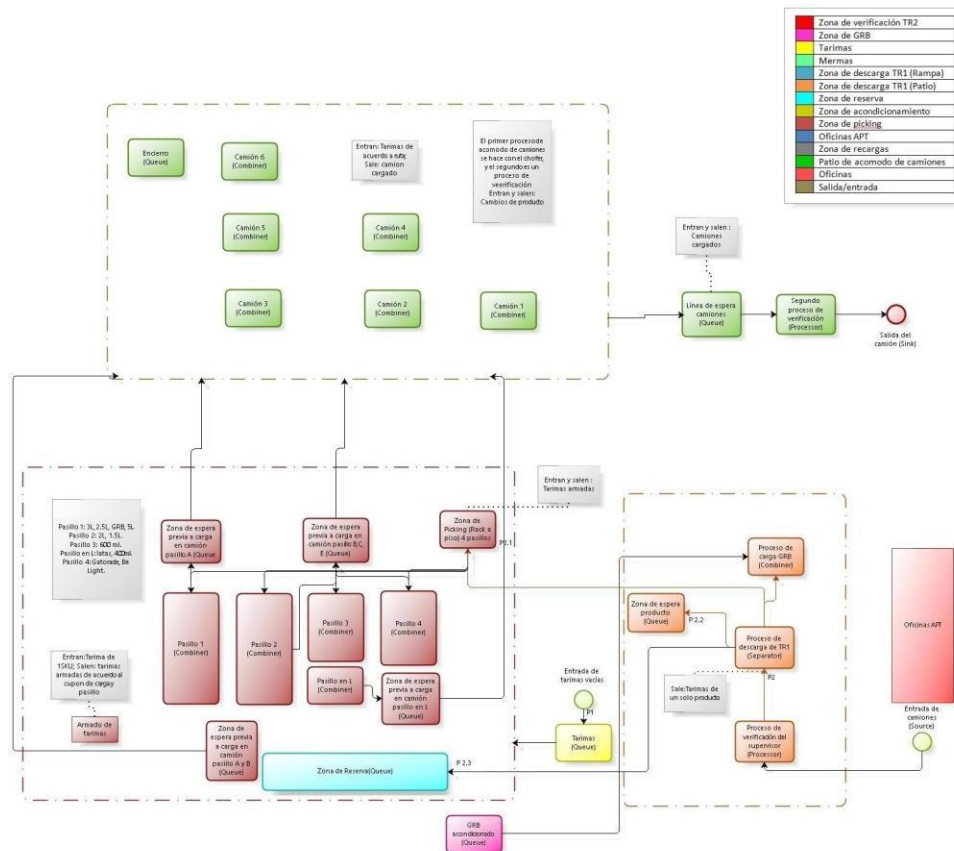 Zona de verificación TR2
Zona de GRB
Tarimas
Mermas
Zona de descarga TR1 (Rampa)
Zona de descarga TR1 (Patio)
Zona de reserva
Zona de acondicionamiento
Zona de picking
Oficinas APT
Zona de recargas
Patio de acomodo de camiones
Oficinas
Salida/entrada
Encierro
(Queue)
Camión 6
(Combiner)
Entran: Tarimas de
acuerdo a ruta;
Sale: camion
cargado
El primer procesode
acomodo de camiones
se hace con el chofer,
y el segundoes un
proceso de
veerificación
Entran y salen:
Cambios de producto
Camión 5
(Combiner)
Camión 4
(Combiner)
Camión 3
(Combiner)
Camión 2
(Combiner)
Camión 1
(Combiner)
Entran y salen :
Camiones
cargados
Línea de espera
camiones
(Queue)
Segundo
proceso de
verificación
(Processor)
Salida del
camión (Sink)
Pasillo 1: 3L, 2.5L, GRB, 5L.
Pasillo 2: 2L, 1.5L.
Pasillo 3: 600 ml.
Pasillo en L:latas, 400ml.
Pasillo 4: Gatorade, Be
Light.
Zona de espera
previa a carga
en camión
pasillo A (Queue
Zona de espera
previa a carga en
camión pasillo B,C,
E (Queue)
Zona de
Picking (Rack a
piso) 4 pasillos
P2.1
Entran y salen :
Tarimas armadas
Pasillo 1
(Combiner)
Pasillo 2
(Combiner)
Pasillo 3
(Combiner)
Pasillo 4
(Combiner)
Pasillo en L
(Combiner)
Zona de espera
previa a carga
en camión
pasillo en L
(Queue)
Entran:Tarima de
1SKU; Salen: tarimas
armadas de acuerdoal
cupon de cargay
pasillo
Armado de
tarimas
Zona de
espera previa
a carga en
camión
pasillo A y B
(Queue)
Zona de Reserva(Queue)
Entrada de
tarimas vacías
P1
Tarimas
(Queue)
P 2.3
GRB
acondicionado
(Queue)
Proceso de
carga GRB
(Combiner)
Zona de espera
producto
(Queue)
P 2.2
Proceso de
descarga de TR1
(Separator)
P2
Sale:Tarimas de
un solo producto
Proceso de
verificación del
supervisor
(Processor)
Oficinas APT
Entrada de
camiones
(Source)